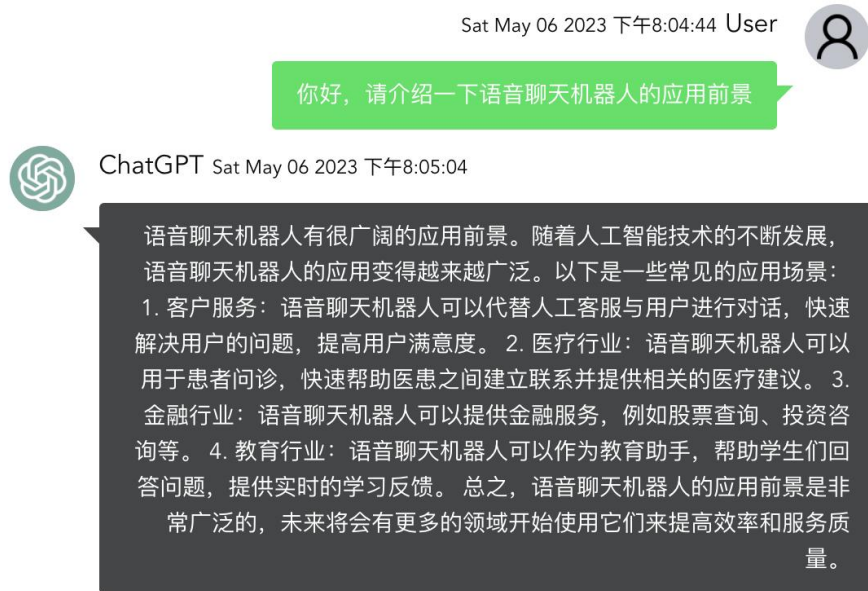 Sat May 06 2023 下午8:04:44 User
你好，请介绍一下语音聊天机器人的应用前景
ChatGPT Sat May 06 2023 下午8:05:04
语音聊天机器人有很广阔的应用前景。随着人工智能技术的不断发展，
语音聊天机器人的应用变得越来越广泛。以下是一些常见的应用场景：
1. 客户服务：语音聊天机器人可以代替人工客服与用户进行对话，快速
解决用户的问题，提高用户满意度。 2. 医疗行业：语音聊天机器人可以
用于患者问诊，快速帮助医患之间建立联系并提供相关的医疗建议。 3.
金融行业：语音聊天机器人可以提供金融服务，例如股票查询、投资咨
询等。 4. 教育行业：语音聊天机器人可以作为教育助手，帮助学生们回
答问题，提供实时的学习反馈。 总之，语音聊天机器人的应用前景是非
常广泛的，未来将会有更多的领域开始使用它们来提高效率和服务质
量。